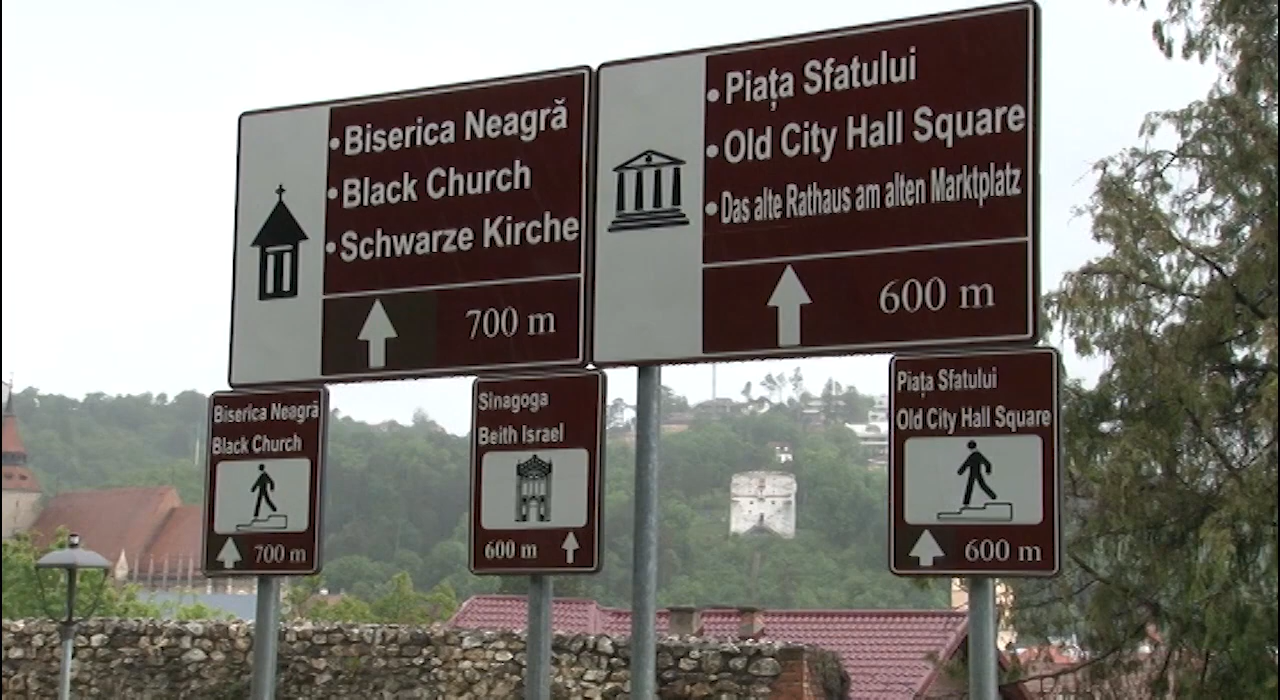 • Biserica Neagră
• Black Church
• Schwarze Kirche
700 m
• Piața Sfatului
• Old City Hall Square
• Das alte Rathaus am alten Marktplatz
600 m
Biserica Neagră
Black Church
700 m
Sinagoga
Beith Israel
600 m
Piața Sfatului
Old City Hall Square
600 m